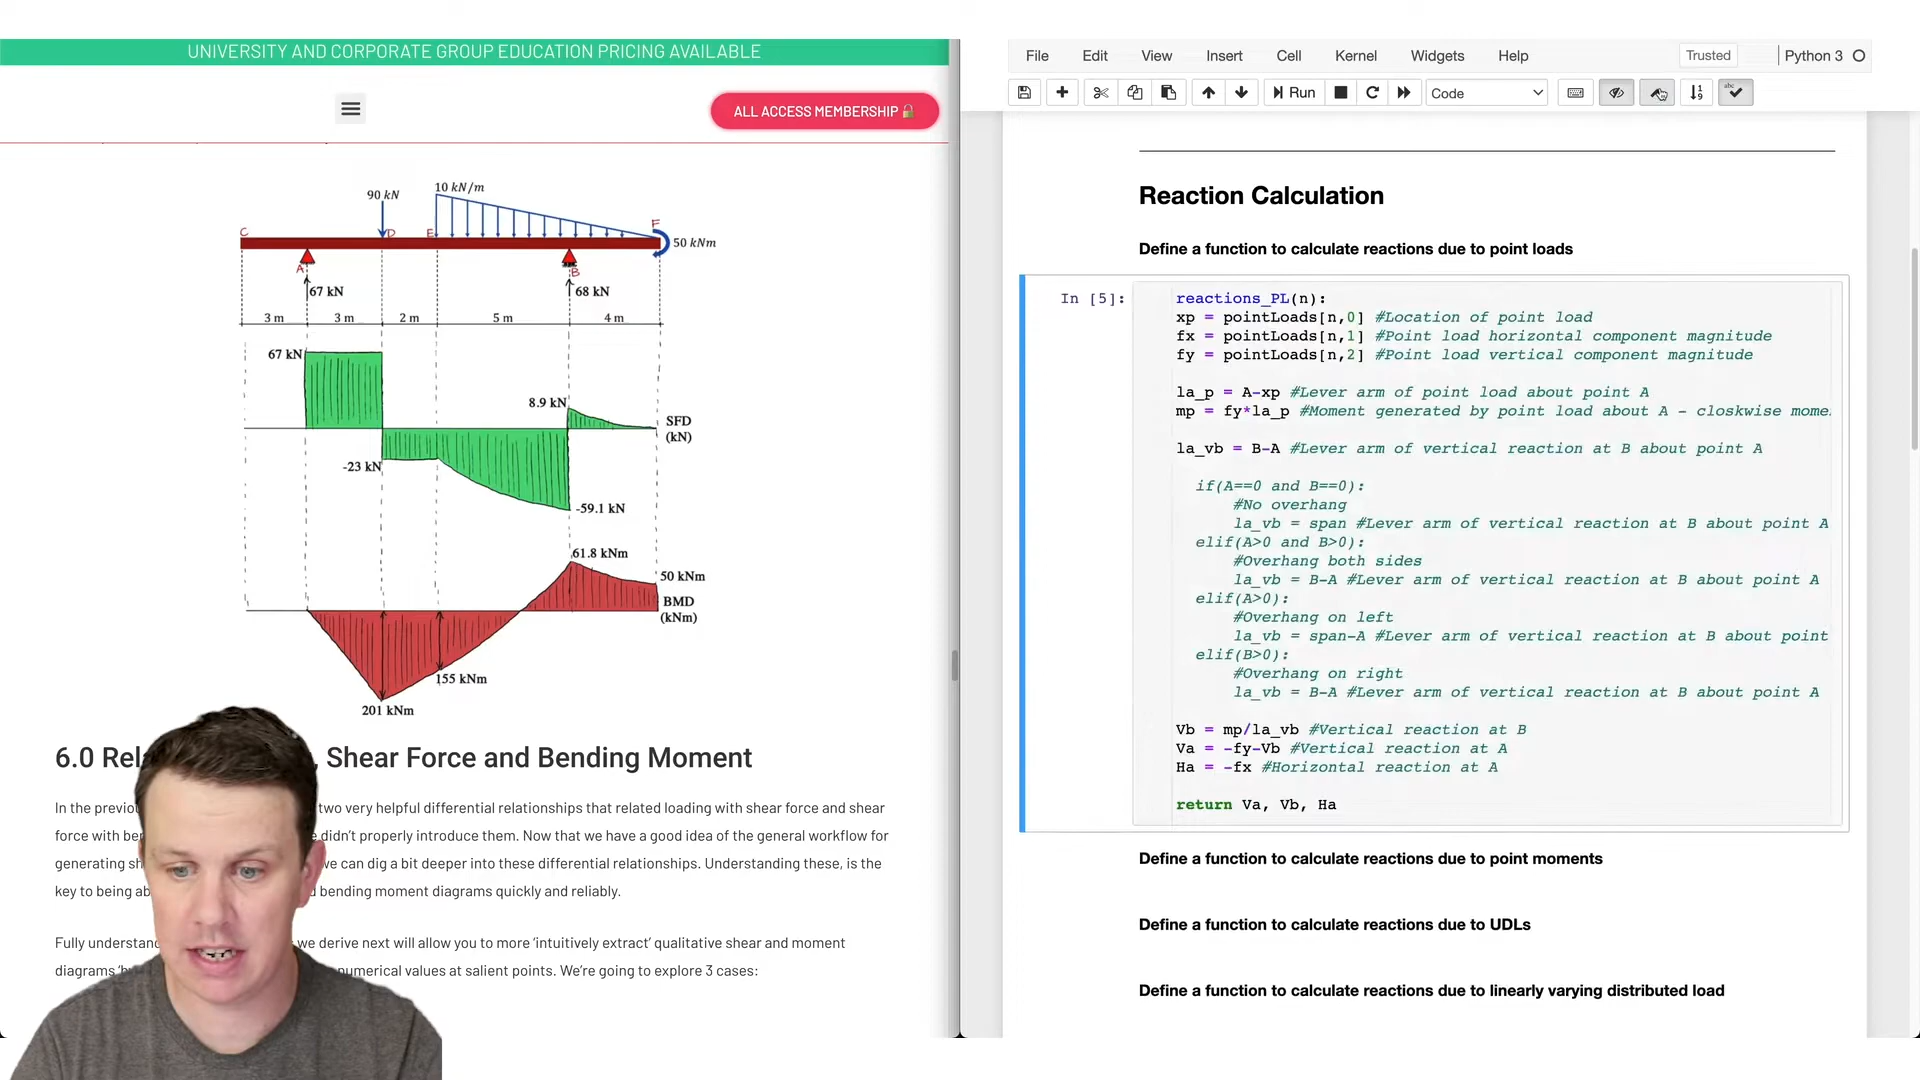 UNIVERSITY AND CORPORATE GROUP EDUCATION PRICING AVAILABLE
ALL ACCESS MEMBERSHIP
90 kN
10 kN/m
C
D
E
F
50 kNm
A
B
67 kN
68 kN
3 m
3 m
2 m
5 m
4 m
67 kN
8.9 kN
SFD
(kN)
-23 kN
-59.1 kN
61.8 kNm
50 kNm
BMD
(kNm)
155 kNm
201 kNm
6.0 , Shear Force and Bending Moment
In the two very helpful differential relationships that related loading with shear force and shear
force with didn't properly introduce them. Now that we have a good idea of the general workflow for
generating we can dig a bit deeper into these differential relationships. Understanding these, is the
key to being bending moment diagrams quickly and reliably.
Fully we derive next will allow you to more 'intuitively extract' qualitative shear and moment
diagrams numerical values at salient points. We're going to explore 3 cases:
File Edit View Insert Cell Kernel Widgets Help Trusted Python 3
Run Code
Reaction Calculation
Define a function to calculate reactions due to point loads
In [5]:
reactions_PL(n):
xp = pointLoads[n,0] #Location of point load
fx = pointLoads[n,1] #Point load horizontal component magnitude
fy = pointLoads[n,2] #Point load vertical component magnitude
la_p = A-xp #Lever arm of point load about point A
mp = fy*la_p #Moment generated by point load about A - closkwise mome
la_vb = B-A #Lever arm of vertical reaction at B about point A
if(A==0 and B==0):
#No overhang
la_vb = span #Lever arm of vertical reaction at B about point A
elif(A>0 and B>0):
#Overhang both sides
la_vb = B-A #Lever arm of vertical reaction at B about point A
elif(A>0):
#Overhang on left
la_vb = span-A #Lever arm of vertical reaction at B about point
elif(B>0):
#Overhang on right
la_vb = B-A #Lever arm of vertical reaction at B about point A
Vb = mp/la_vb #Vertical reaction at B
Va = -fy-Vb #Vertical reaction at A
Ha = -fx #Horizontal reaction at A
return Va, Vb, Ha
Define a function to calculate reactions due to point moments
Define a function to calculate reactions due to UDLs
Define a function to calculate reactions due to linearly varying distributed load